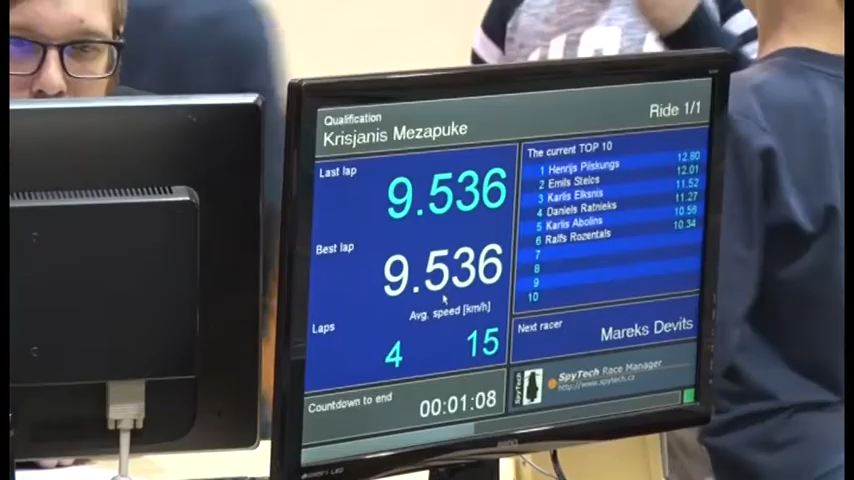 Qualification
Krisjanis Mezapuke
Ride 1/1
Last lap
9.536
Best lap
9.536
Avg. speed [km/h]
Laps
4
15
Countdown to end
00:01:08
The current TOP 10
1 Henrijs Pilskungs 12.80
2 Emils Steics 12.01
3 Karlis Elksnis 11.52
4 Daniels Ratnieks 11.27
5 Karlis Abolins 10.56
6 Ralfs Rozentals 10.34
7
8
9
10
Next racer
Mareks Devits
SpyTech
SpyTech Race Manager
http://www.spytech.cz
BENQ